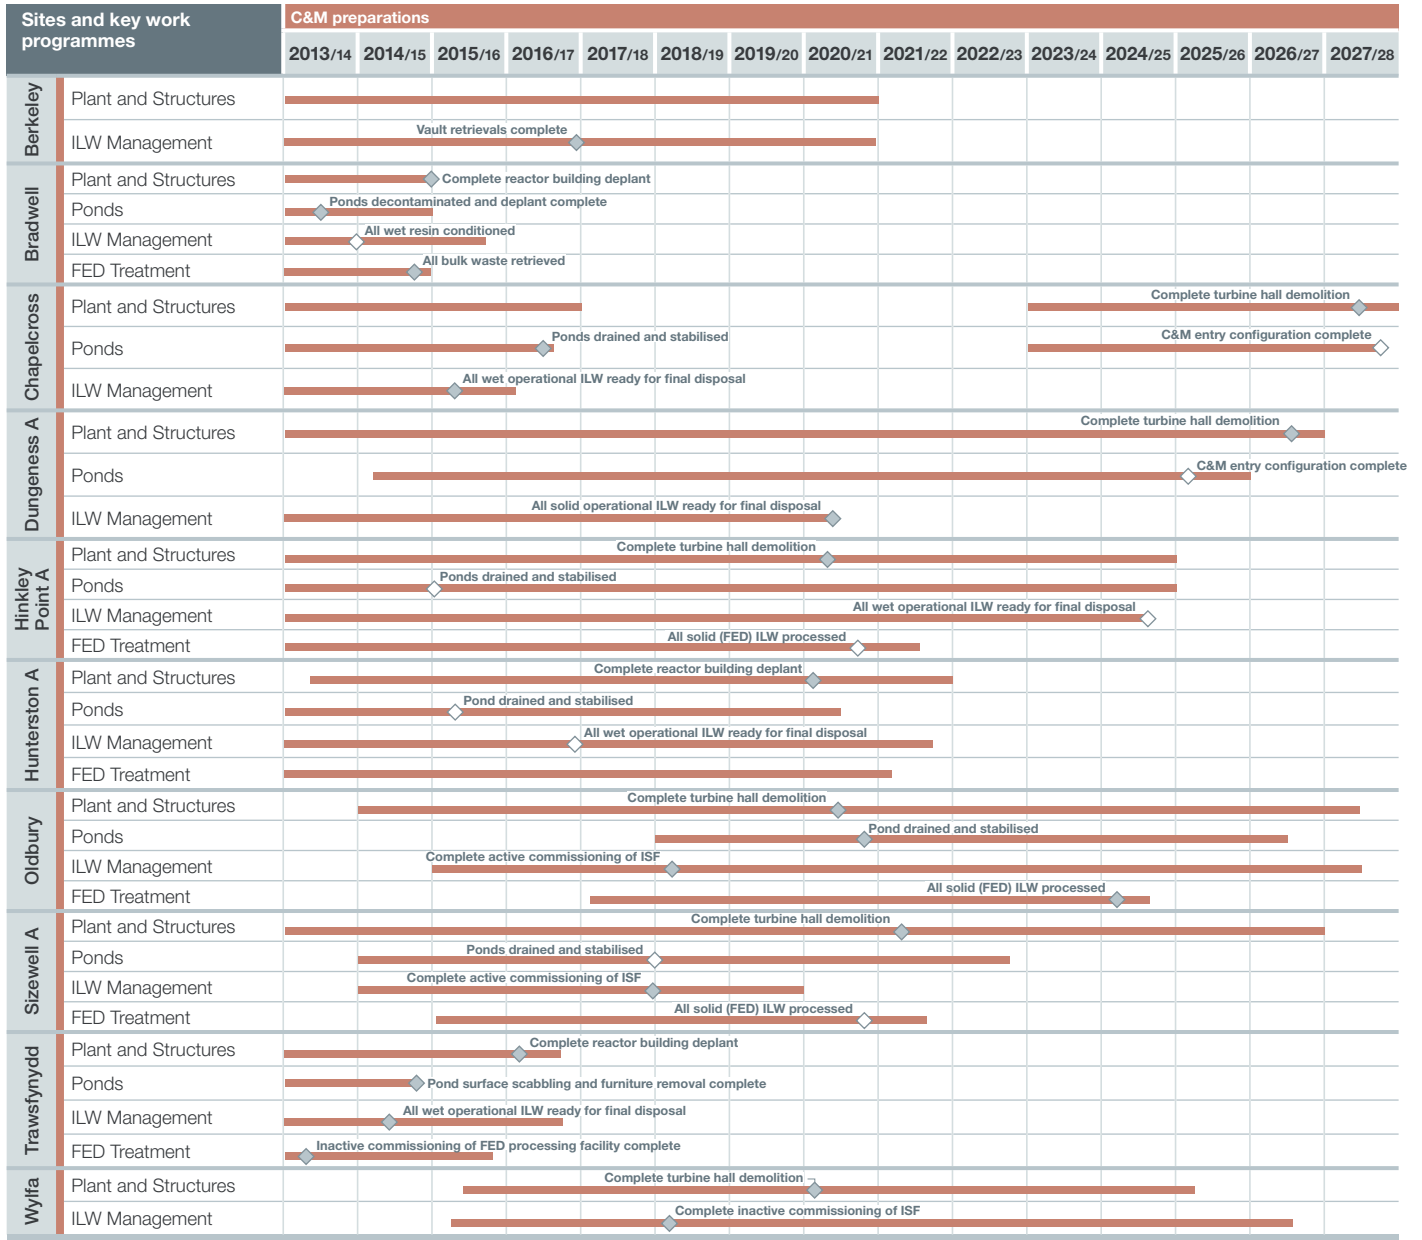 Sites and key work
programmes
C&M preparations
2013/14 2014/15 2015/16 2016/17 2017/18 2018/19 2019/20 2020/21 2021/22 2022/23 2023/24 2024/25 2025/26 2026/27 2027/28
Berkeley
Plant and Structures
ILW Management
Vault retrievals complete
Bradwell
Plant and Structures
Complete reactor building deplant
Ponds
Ponds decontaminated and deplant complete
ILW Management
All wet resin conditioned
FED Treatment
All bulk waste retrieved
Chapelcross
Plant and Structures
Complete turbine hall demolition
Ponds
Ponds drained and stabilised
C&M entry configuration complete
ILW Management
All wet operational ILW ready for final disposal
Dungeness A
Plant and Structures
Complete turbine hall demolition
Ponds
C&M entry configuration complete
ILW Management
All solid operational ILW ready for final disposal
Hinkley
Point A
Plant and Structures
Complete turbine hall demolition
Ponds
Ponds drained and stabilised
ILW Management
All wet operational ILW ready for final disposal
FED Treatment
All solid (FED) ILW processed
Hunterston A
Plant and Structures
Complete reactor building deplant
Ponds
Pond drained and stabilised
ILW Management
All wet operational ILW ready for final disposal
FED Treatment
Oldbury
Plant and Structures
Complete turbine hall demolition
Ponds
Pond drained and stabilised
ILW Management
Complete active commissioning of ISF
FED Treatment
All solid (FED) ILW processed
Sizewell A
Plant and Structures
Complete turbine hall demolition
Ponds
Ponds drained and stabilised
ILW Management
Complete active commissioning of ISF
FED Treatment
All solid (FED) ILW processed
Trawsfynydd
Plant and Structures
Complete reactor building deplant
Ponds
Pond surface scabbling and furniture removal complete
ILW Management
All wet operational ILW ready for final disposal
FED Treatment
Inactive commissioning of FED processing facility complete
Wylfa
Plant and Structures
Complete turbine hall demolition
ILW Management
Complete inactive commissioning of ISF